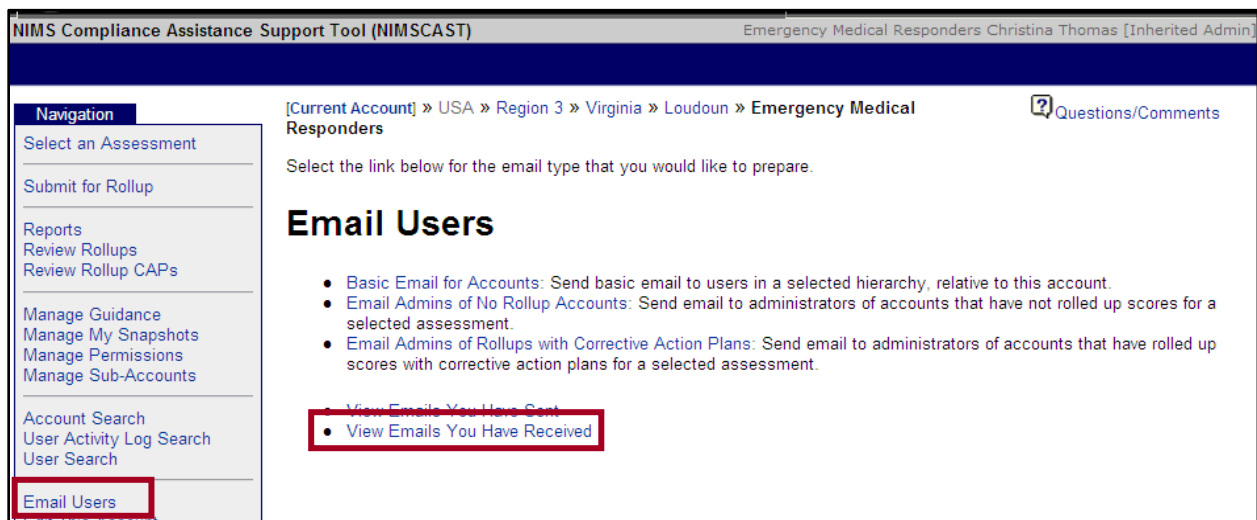 NIMS Compliance Assistance Support Tool (NIMSCAST)
Emergency Medical Responders Christina Thomas [Inherited Admin]
Navigation
Select an Assessment
Submit for Rollup
Reports
Review Rollups
Review Rollup CAPs
Manage Guidance
Manage My Snapshots
Manage Permissions
Manage Sub-Accounts
Account Search
User Activity Log Search
User Search
Email Users
[Current Account] » USA » Region 3 » Virginia » Loudoun » Emergency Medical
Responders
Questions/Comments
Select the link below for the email type that you would like to prepare.
Email Users
• Basic Email for Accounts: Send basic email to users in a selected hierarchy, relative to this account.
• Email Admins of No Rollup Accounts: Send email to administrators of accounts that have not rolled up scores for a
selected assessment.
• Email Admins of Rollups with Corrective Action Plans: Send email to administrators of accounts that have rolled up
scores with corrective action plans for a selected assessment.
• View Emails You Have Sent
• View Emails You Have Received